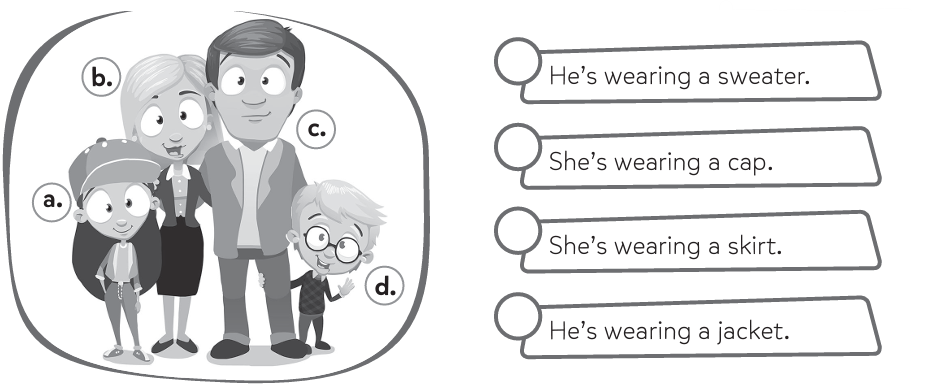 b.
c.
a.
d.
He's wearing a sweater.
She's wearing a cap.
She's wearing a skirt.
He's wearing a jacket.